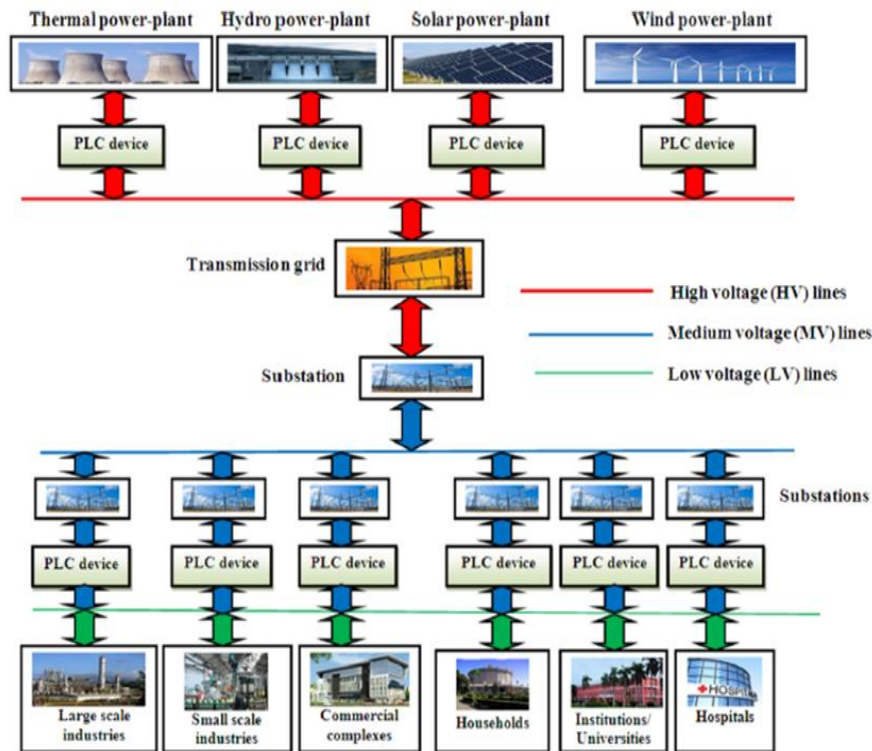 Thermal power-plant
Hydro power-plant
Solar power-plant
Wind power-plant
PLC device
PLC device
PLC device
PLC device
Transmission grid
High voltage (HV) lines
Medium voltage (MV) lines
Substation
Low voltage (LV) lines
Substations
PLC device
PLC device
PLC device
PLC device
PLC device
PLC device
HOSPITAL
Large scale
industries
Small scale
industries
Commercial
complexes
Households
Institutions/
Universities
Hospitals